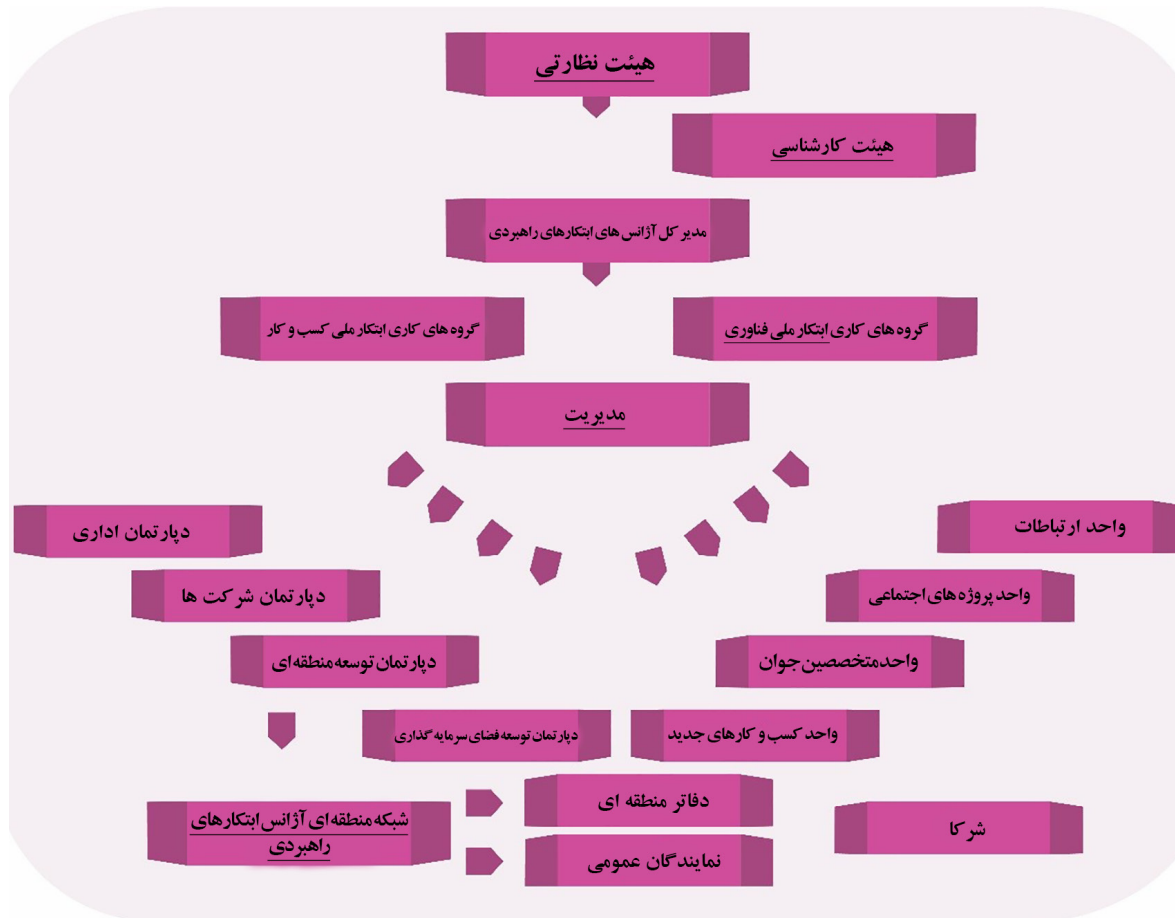 هیئت نظارتی
هیئت کارشناسی
مدیر کل آژانس های ابتکارهای راهبردی
گروه های کاری ابتکار ملی فناوری
گروه های کاری ابتکار ملی کسب و کار
مدیریت
واحد ارتباطات
دپارتمان اداری
واحد پروژه های اجتماعی
دپارتمان شرکت ها
واحد متخصصین جوان
دپارتمان توسعه منطقه ای
واحد کسب و کارهای جدید
دپارتمان توسعه فضای سرمایه گذاری
شرکا
دفاتر منطقه ای
نمایندگان عمومی
شبکه منطقه ای آژانس ابتکارهای
راهبردی